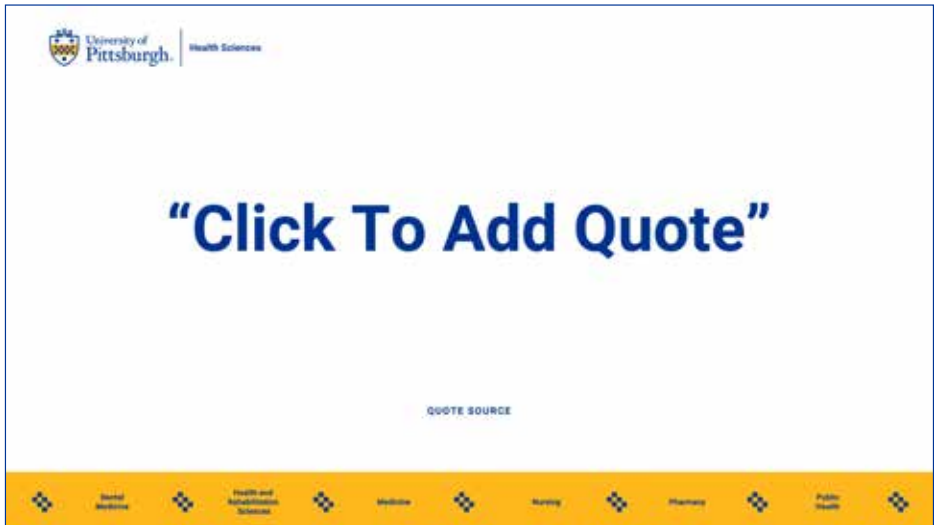 University of
Pittsburgh.
Health Sciences
“Click To Add Quote”
QUOTE SOURCE
Dental
Medicine
Health and
Rehabilitation
Sciences
Medicine
Nursing
Pharmacy
Public
Health